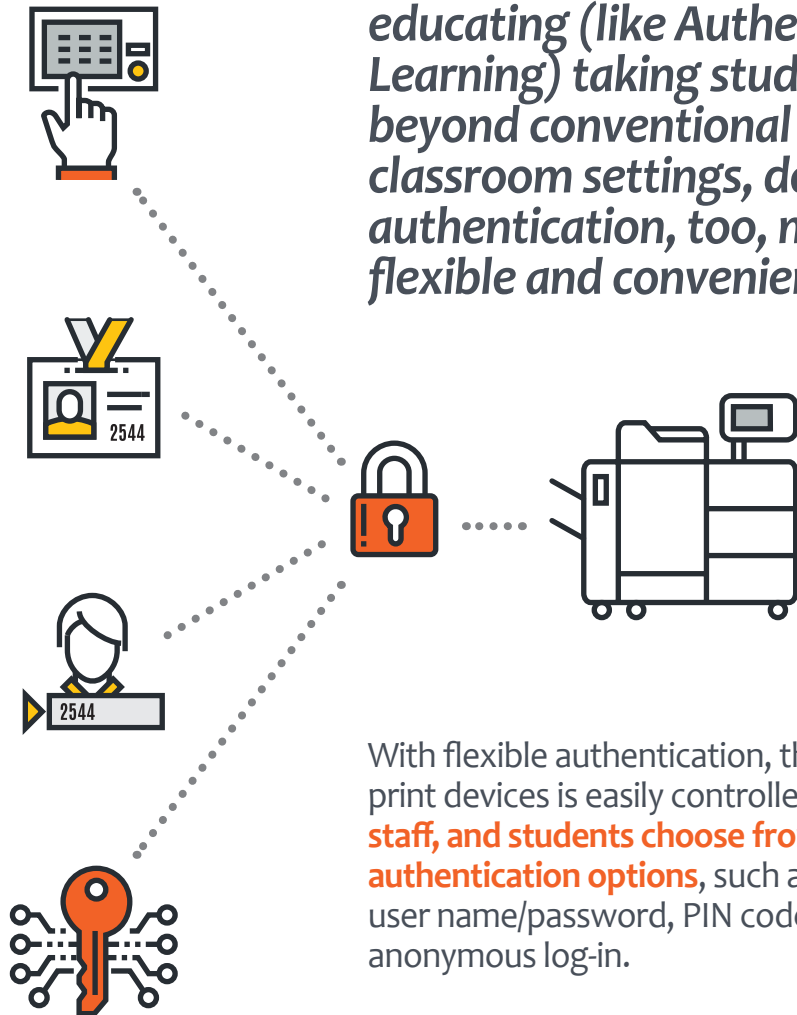 educating (like Authe
Learning) taking stud
beyond conventional
classroom settings, de
authentication, too, 
flexible and convenien
2544
2544
With flexible authentication, th
print devices is easily controlle
staff, and students choose fro
authentication options, such a
user name/password, PIN code
anonymous log-in.